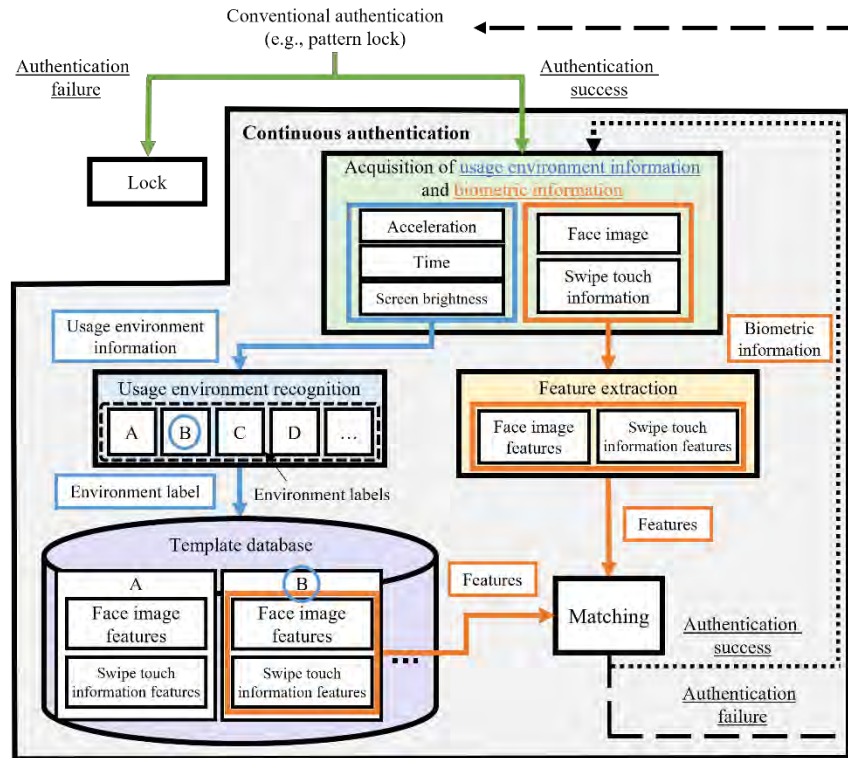 Conventional authentication
(e.g., pattern lock)
Authentication
failure
Authentication
success
Continuous authentication
Lock
Acquisition of usage environment information
and biometric information
Acceleration
Time
Screen brightness
Face image
Swipe touch
information
Usage environment
information
Biometric
information
Usage environment recognition
A
B
C
D
...
Environment label
Environment labels
Feature extraction
Face image
features
Swipe touch
information features
Features
Template database
A
Face image
features
Swipe touch
information features
B
Face image
features
Swipe touch
information features
...
Features
Matching
Authentication
success
Authentication
failure